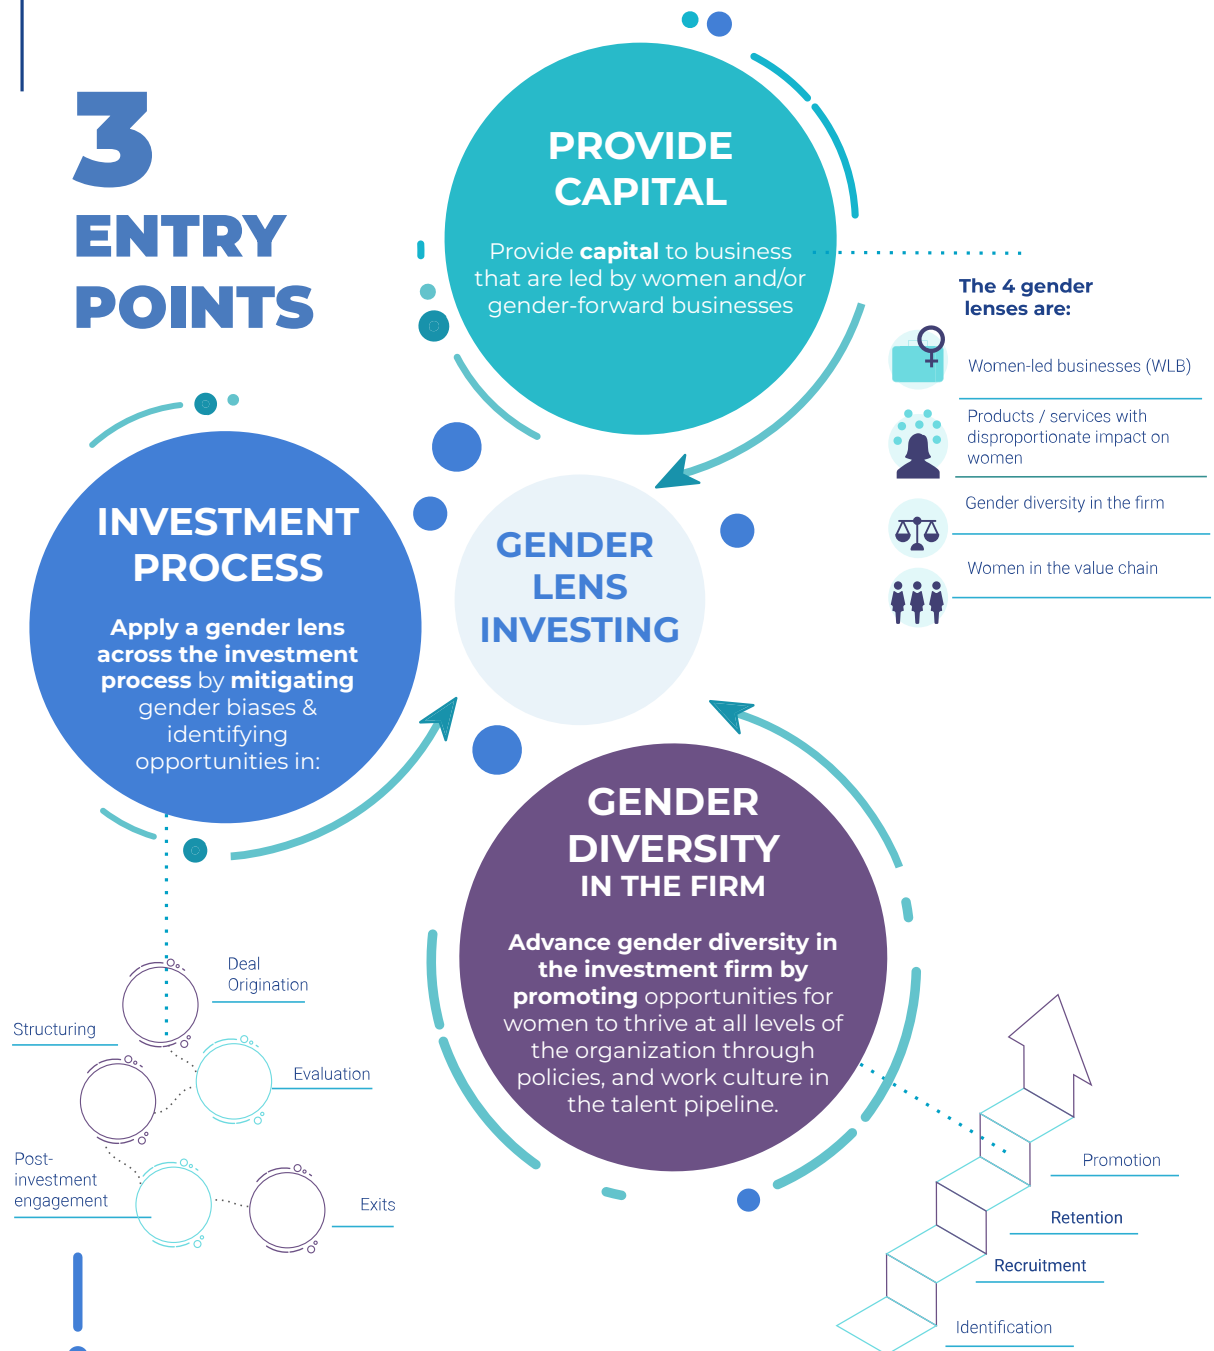 3
ENTRY
POINTS
PROVIDE
CAPITAL
Provide capital to business
that are led by women and/or
gender-forward businesses
The 4 gender
lenses are:
Women-led businesses (WLB)
Products / services with
disproportionate impact on
women
Gender diversity in the firm
Women in the value chain
INVESTMENT
PROCESS
Apply a gender lens
across the investment
process by mitigating
gender biases &
identifying
opportunities in:
GENDER
LENS
INVESTING
GENDER
DIVERSITY
IN THE FIRM
Advance gender diversity in
the investment firm by
promoting opportunities for
women to thrive at all levels of
the organization through
policies, and work culture in
the talent pipeline.
Deal
Origination
Structuring
Evaluation
Post-
investment
engagement
Exits
Promotion
Retention
Recruitment
Identification